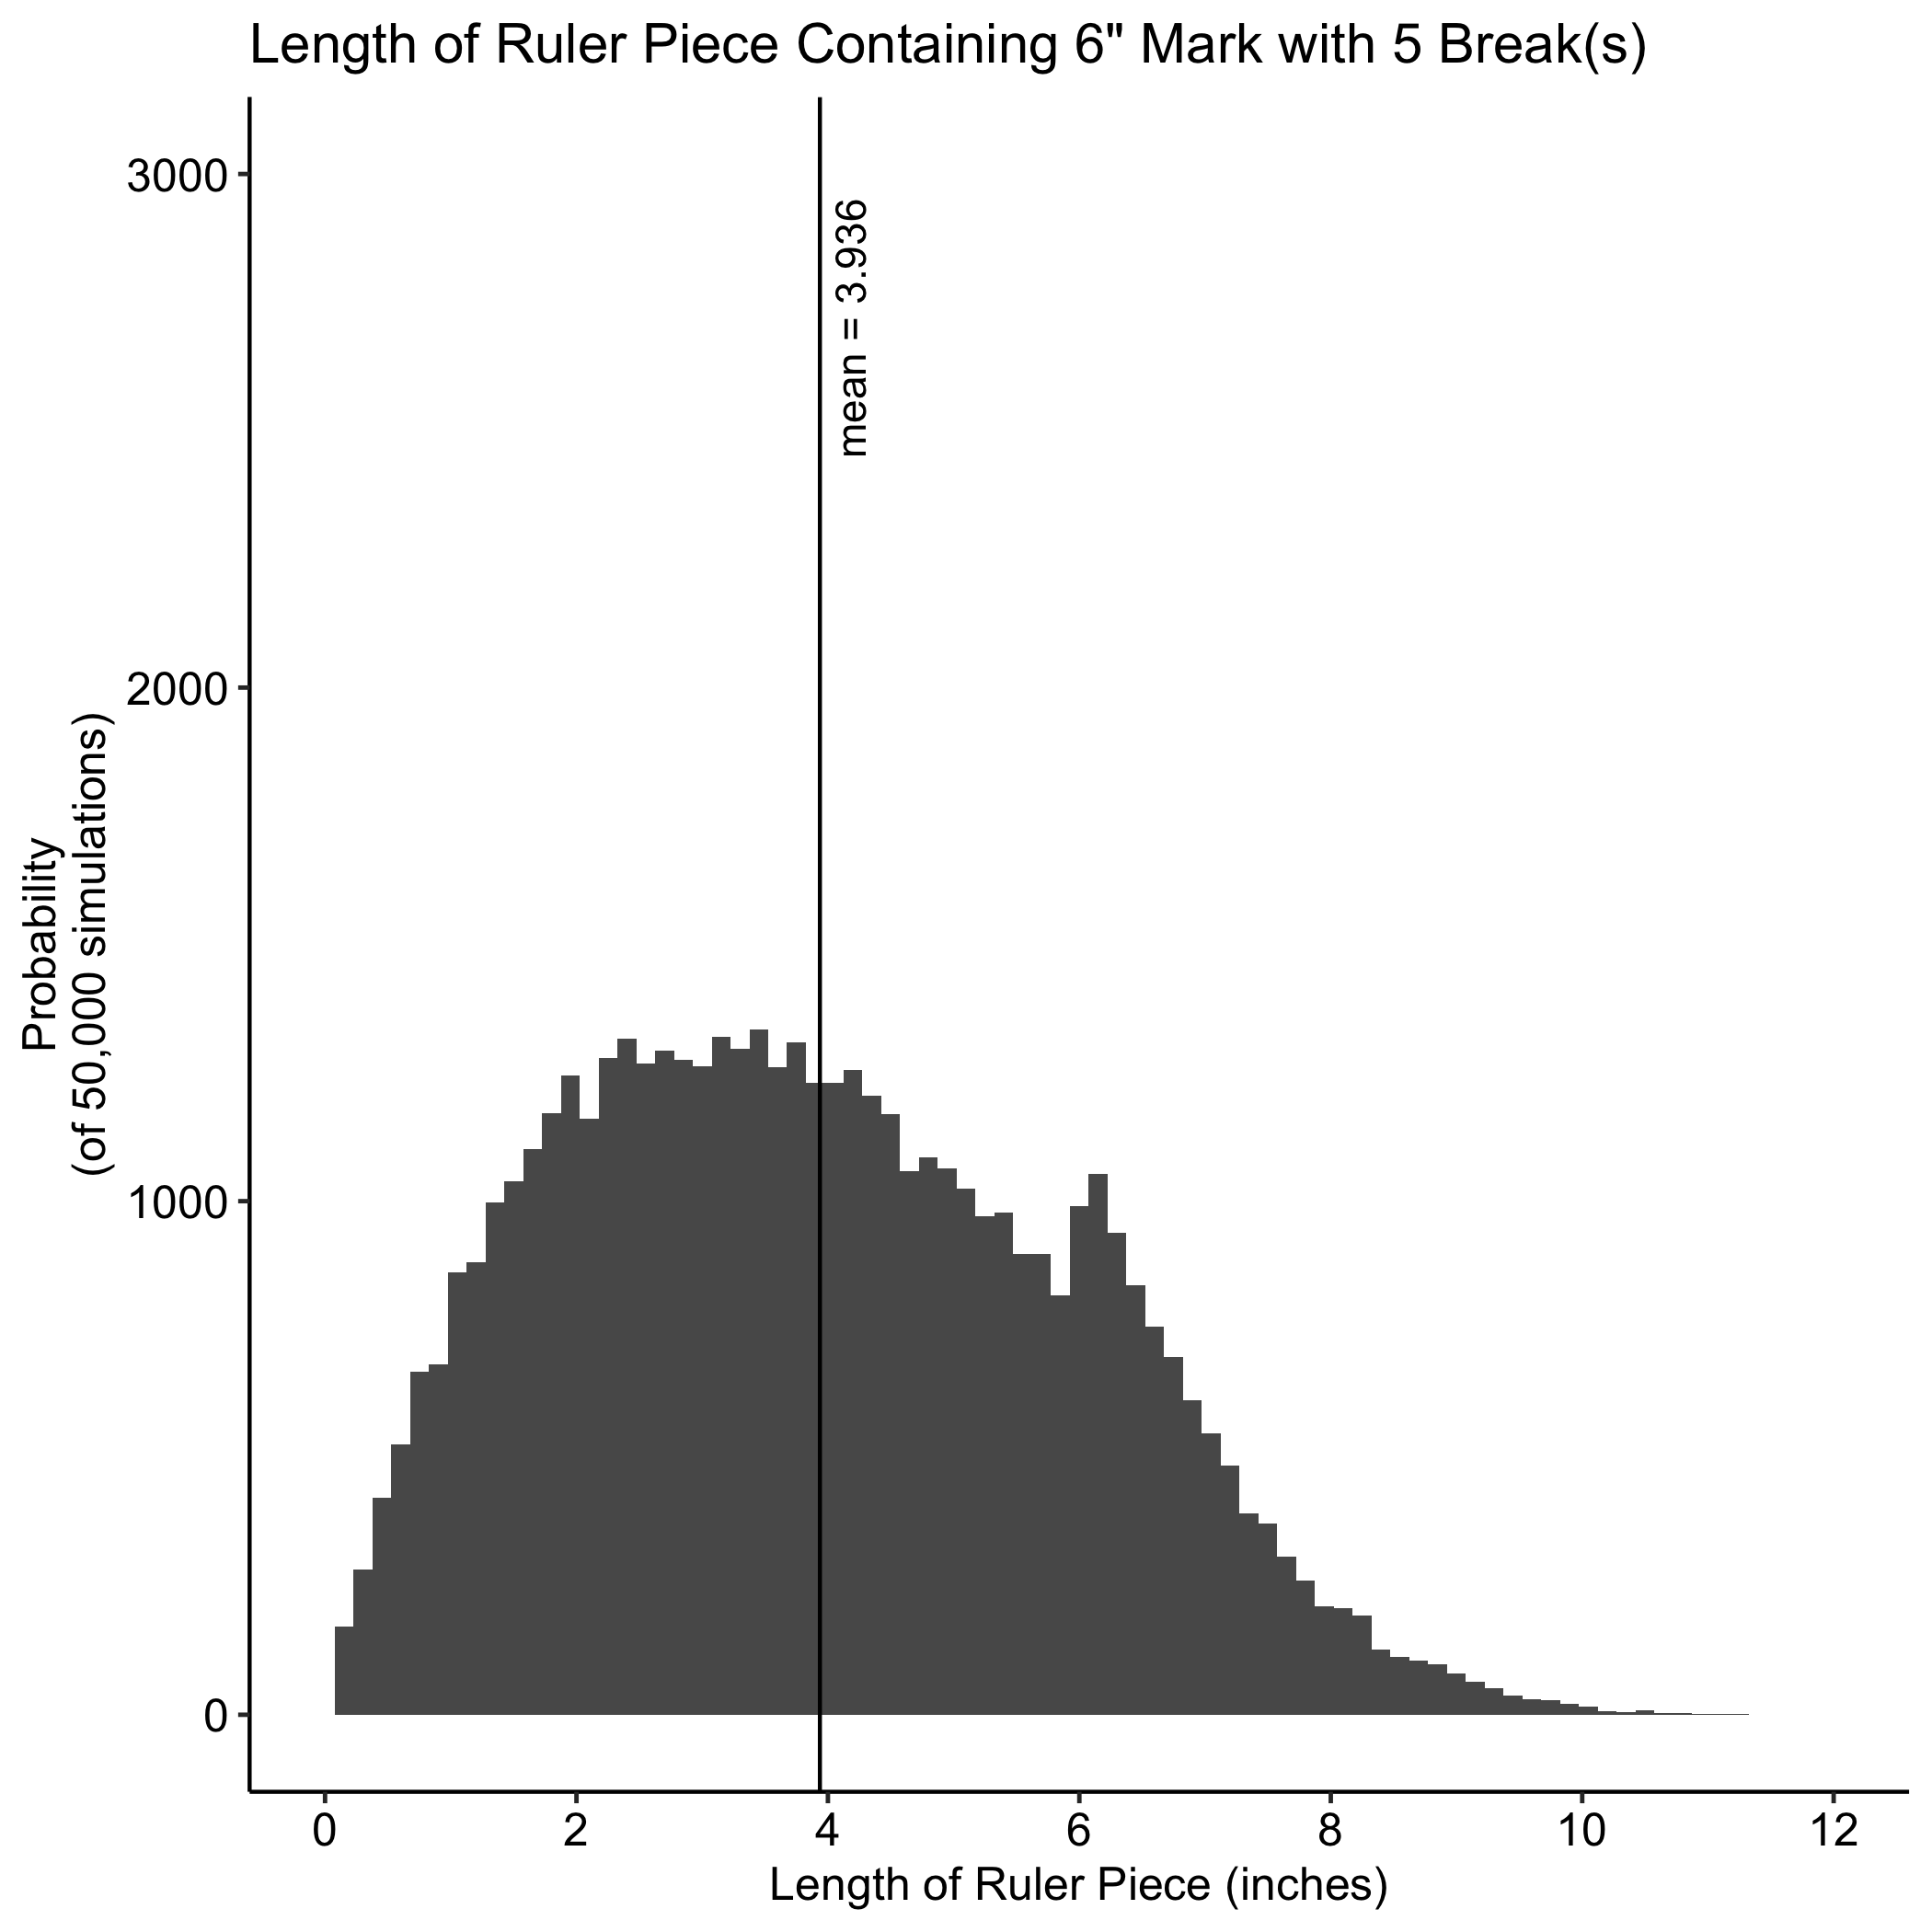 Length of Ruler Piece Containing 6" Mark with 5 Break(s)
3000
2000
1000
0
Probability
(of 50,000 simulations)
mean = 3.936
0 2 4 6 8 10 12
Length of Ruler Piece (inches)